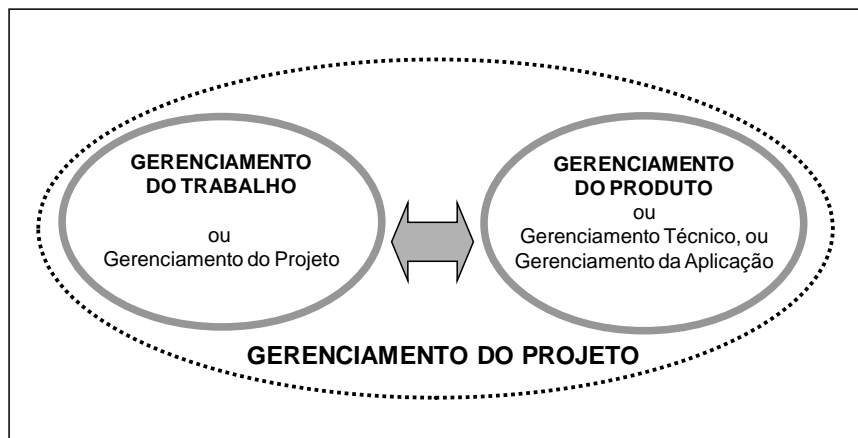 GERENCIAMENTO
DO TRABALHO
ou
Gerenciamento do Projeto
GERENCIAMENTO
DO PRODUTO
ou
Gerenciamento Técnico, ou
Gerenciamento da Aplicação
GERENCIAMENTO DO PROJETO